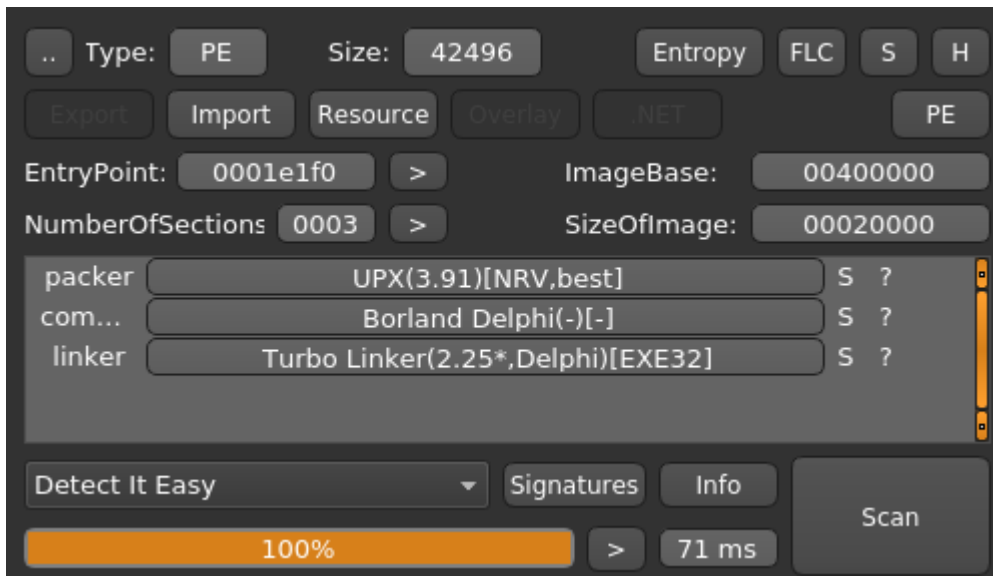 .. Type: PE Size: 42496 Entropy FLC S H
Export Import Resource Overlay .NET PE
EntryPoint: 0001e1f0 > ImageBase: 00400000
NumberOfSections 0003 > SizeOfImage: 00020000
packer UPX(3.91)[NRV,best] S ?
com... Borland Delphi(-)[-] S ?
linker Turbo Linker(2.25*,Delphi)[EXE32] S ?
Detect It Easy Signatures Info Scan
100% > 71 ms